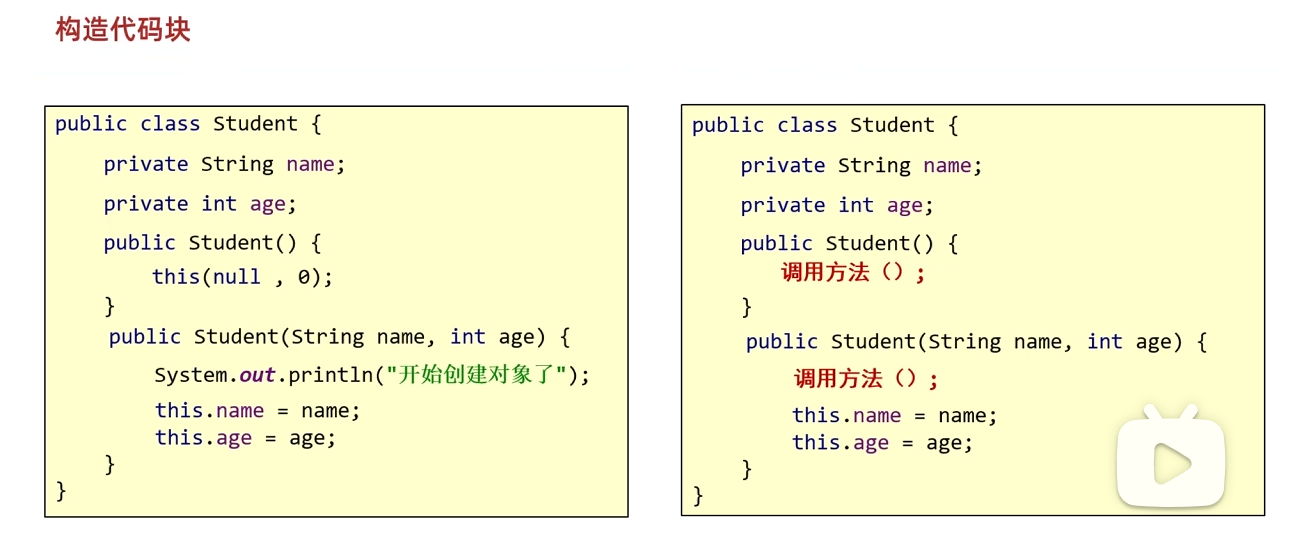 构造代码块
public class Student {
private String name;
private int age;
public Student() {
this(null , 0);
}
public Student(String name, int age) {
System.out.println("开始创建对象了");
this.name = name;
this.age = age;
}
}
public class Student {
private String name;
private int age;
public Student() {
调用方法（）;
}
public Student(String name, int age) {
调用方法（）;
this.name = name;
this.age = age;
}
}